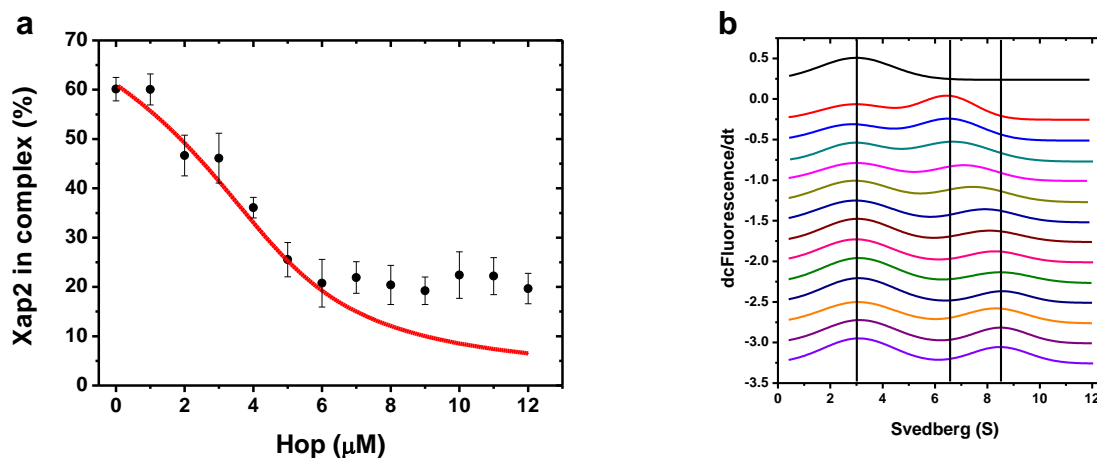 a
70
60
50
40
30
20
10
0
0 2 4 6 8 10 12
Xap2 in complex (%)
Hop (μM)
b
0.5
0.0
-0.5
-1.0
-1.5
-2.0
-2.5
-3.0
-3.5
0 2 4 6 8 10 12
dcFluorescence/dt
Svedberg (S)